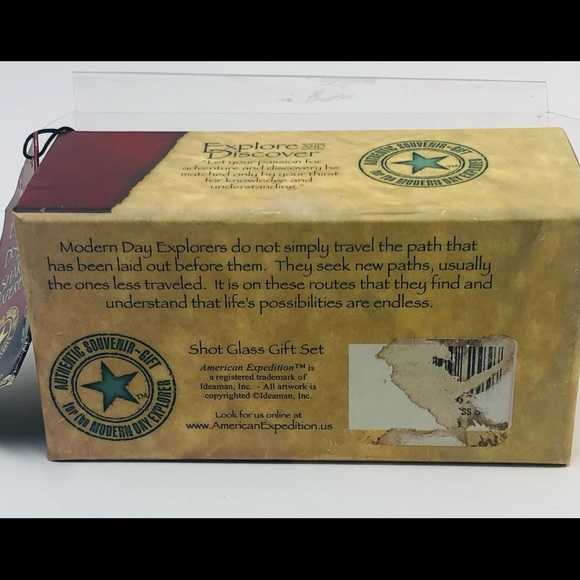 Explore AND
Discover
"Let your passion for
adventure and discovery be
matched only by your thirst
for knowledge and
understanding."
AUTHENTIC SOUVENIR-GIFT
for the MODERN DAY EXPLORER
TM
Modern Day Explorers do not simply travel the path that
has been laid out before them. They seek new paths, usually
the ones less traveled. It is on these routes that they find and
understand that life's possibilities are endless.
AUTHENTIC SOUVENIR-GIFT
for the MODERN DAY EXPLORER
TM
Shot Glass Gift Set
American Expedition™ is
a registered trademark of
Ideaman, Inc. - All artwork is
copyrighted ©Ideaman, Inc.
Look for us online at
www.AmericanExpedition.us